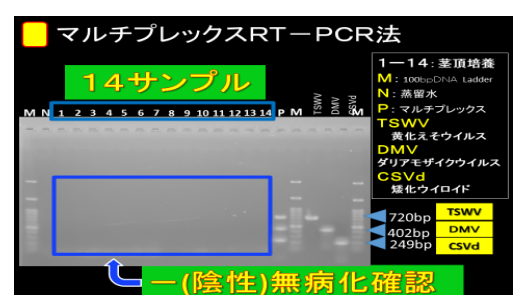 マルチプレックスRT－PCR法
14サンプル
M N 1 2 3 4 5 6 7 8 9 10 11 12 13 14 P M TSWV DMV CSVd M
1－14：茎頂培養
M：100bpDNA Ladder
N：蒸留水
P：マルチプレックス
TSWV
黄化えそウイルス
DMV
ダリアモザイクウイルス
CSVd
矮化ウイロイド
720bp TSWV
402bp DMV
249bp CSVd
－(陰性)無病化確認